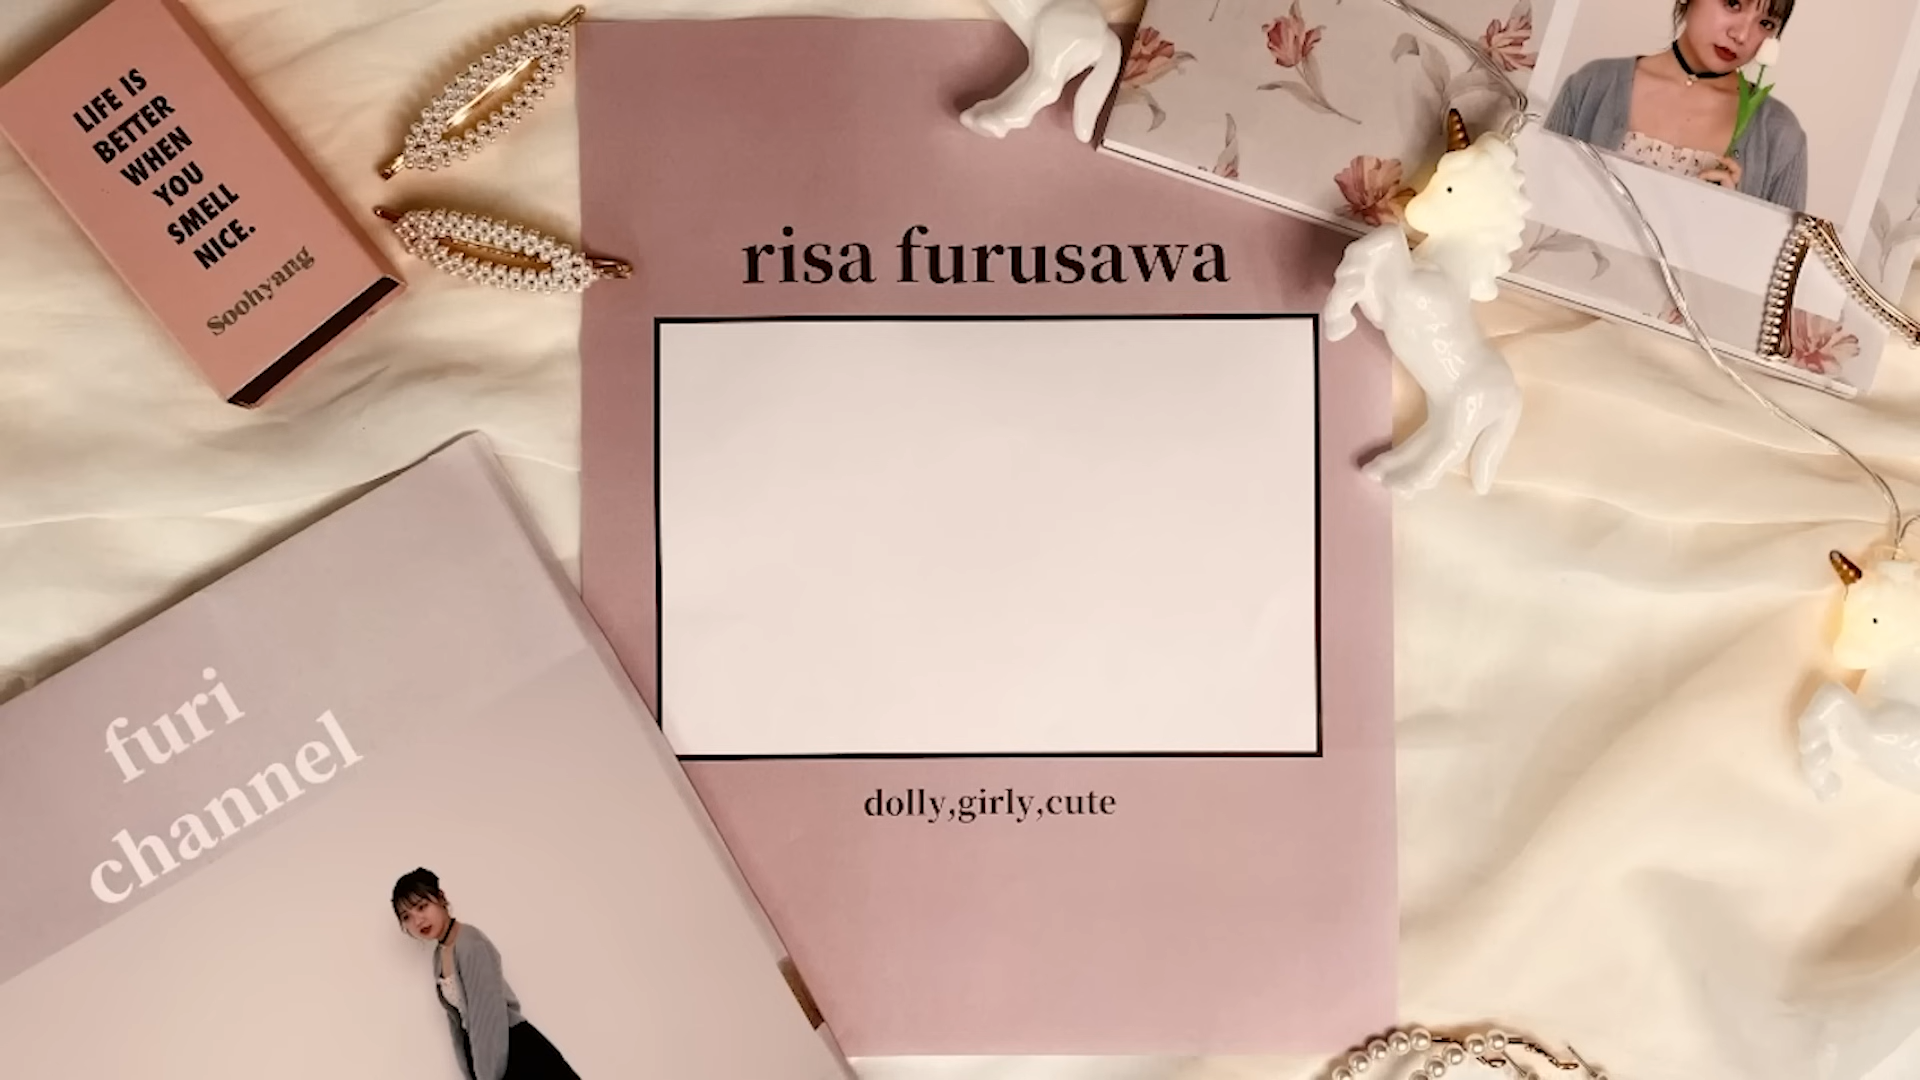 LIFE IS
BETTER
WHEN
YOU
SMELL
NICE.
Soohyang
risa furusawa
dolly,girly,cute
furi
channel